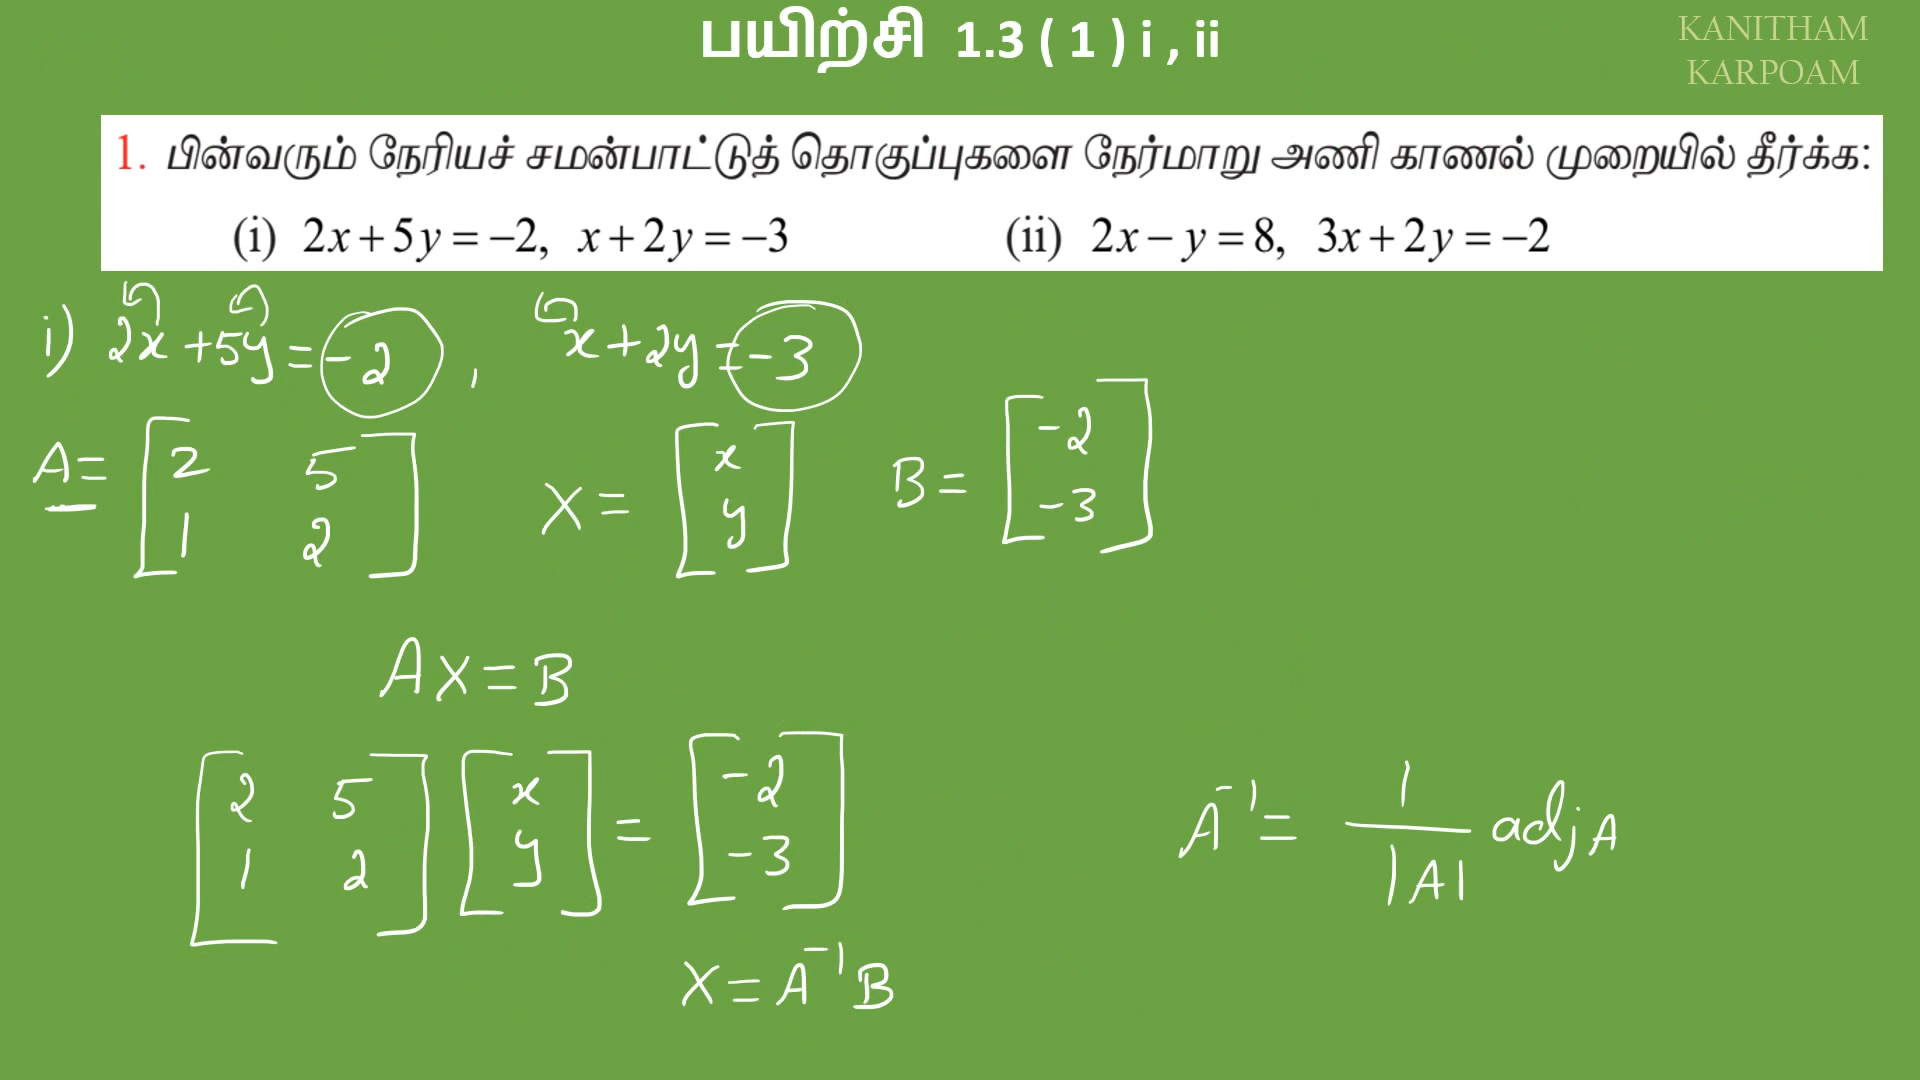 பயிற்சி 1.3 ( 1 ) i , ii
KANITHAM
KARPOAM
1. பின்வரும் நேரியச் சமன்பாட்டுத் தொகுப்புகளை நேர்மாறு அணி காணல் முறையில் தீர்க்க:
(i) 2x+5y=-2, x+2y=-3 (ii) 2x-y=8, 3x+2y=-2
i) 2x+5y=-2 , x+2y=-3
A= [2 5 X= [x B= [-2
1 2] y] -3]
AX=B
[2 5 [x = [-2
1 2] y] -3]
A⁻¹= 1/|A| adj A
X=A⁻¹B